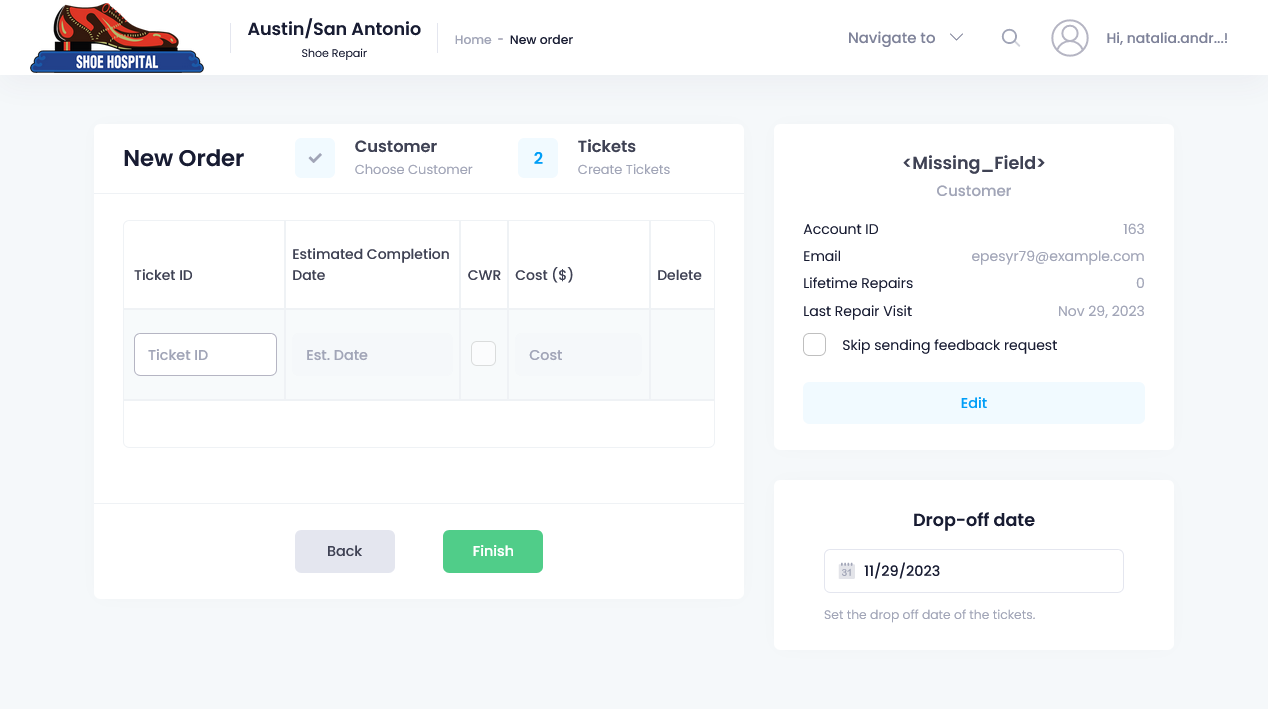 SHOE HOSPITAL
Austin/San Antonio
Shoe Repair
Home - New order
Navigate to
Hi, natalia.andr...!
New Order
Customer
Choose Customer
2
Tickets
Create Tickets
Ticket ID
Estimated Completion
Date
CWR
Cost ($)
Delete
Ticket ID
Est. Date
Cost
Back
Finish
<Missing_Field>
Customer
Account ID 163
Email epesyr79@example.com
Lifetime Repairs 0
Last Repair Visit Nov 29, 2023
Skip sending feedback request
Edit
Drop-off date
31
11/29/2023
Set the drop off date of the tickets.